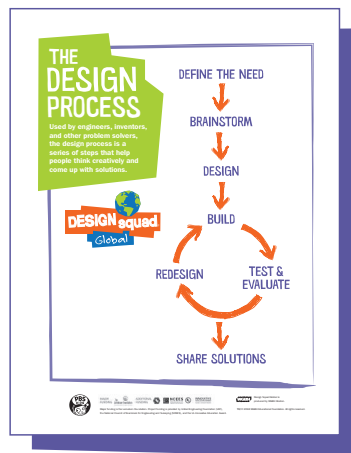 THE
DESIGN
PROCESS
Used by engineers, inventors,
and other problem solvers,
the design process is a
series of steps that help
people think creatively and
come up with solutions.
DESIGN squad
Global
DEFINE THE NEED
BRAINSTORM
DESIGN
BUILD
TEST &
EVALUATE
REDESIGN
SHARE SOLUTIONS
PBS